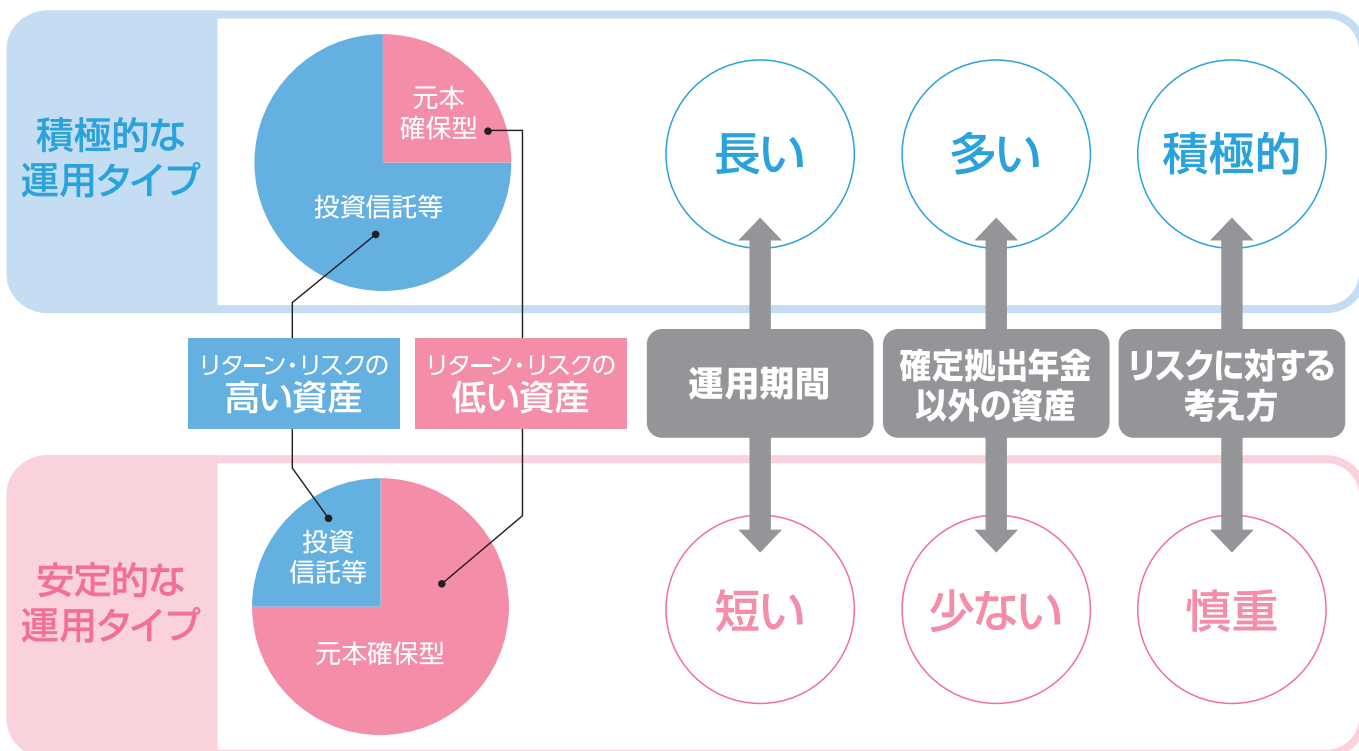 積極的な
運用タイプ
元本
確保型
投資信託等
長い
多い
積極的
リターン・リスクの
高い資産
リターン・リスクの
低い資産
運用期間
確定拠出年金
以外の資産
リスクに対する
考え方
安定的な
運用タイプ
投資
信託等
元本確保型
短い
少ない
慎重